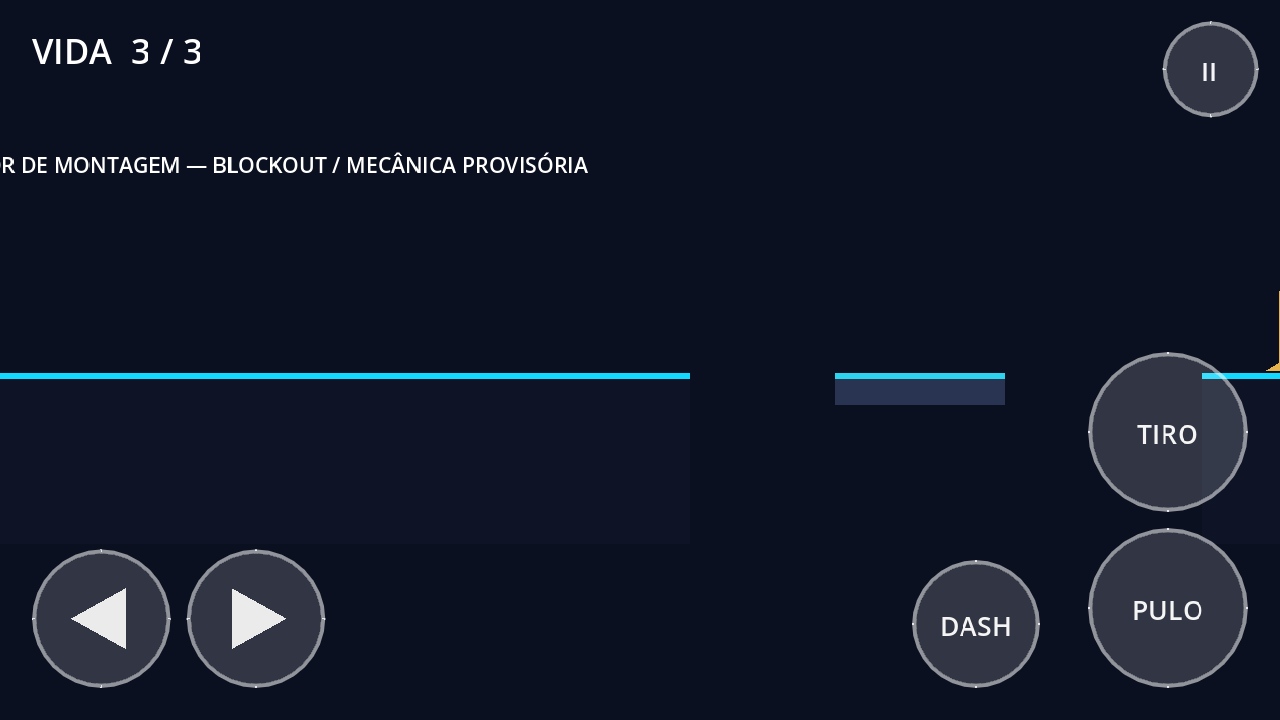 VIDA 3 / 3
II
R DE MONTAGEM — BLOCKOUT / MECÂNICA PROVISÓRIA
TIRO
PULO
DASH